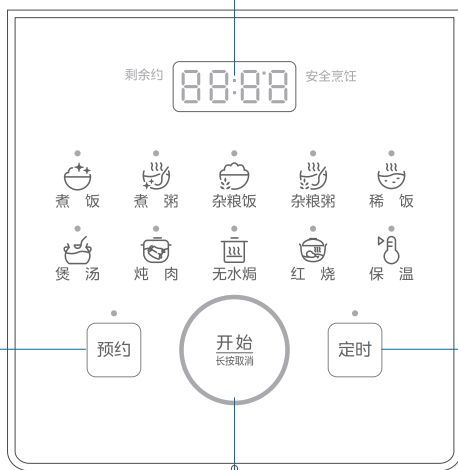 剩余约 88:88 安全烹饪
煮饭 煮粥 杂粮饭 杂粮粥 稀饭
煲汤 炖肉 无水焗 红烧 保温
预约 开始 定时
长按取消